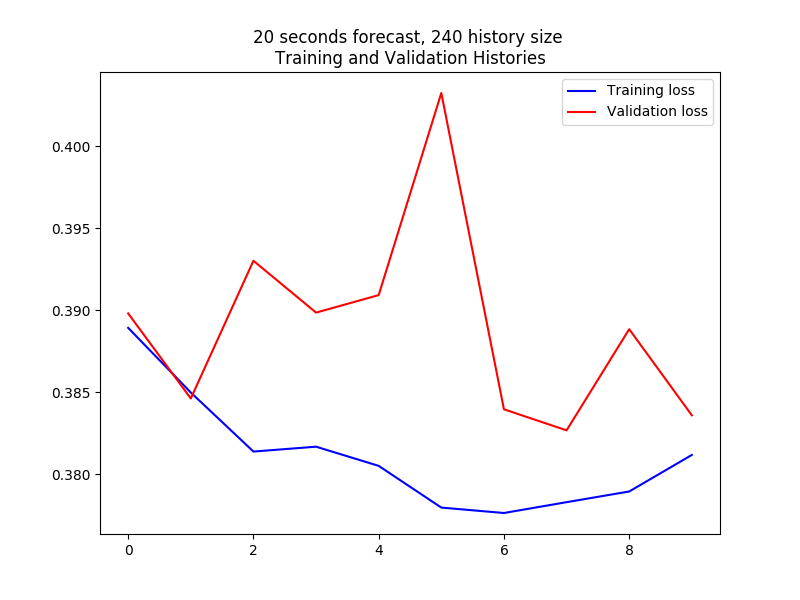 20 seconds forecast, 240 history size
Training and Validation Histories
Training loss
Validation loss
0.400
0.395
0.390
0.385
0.380
0 2 4 6 8